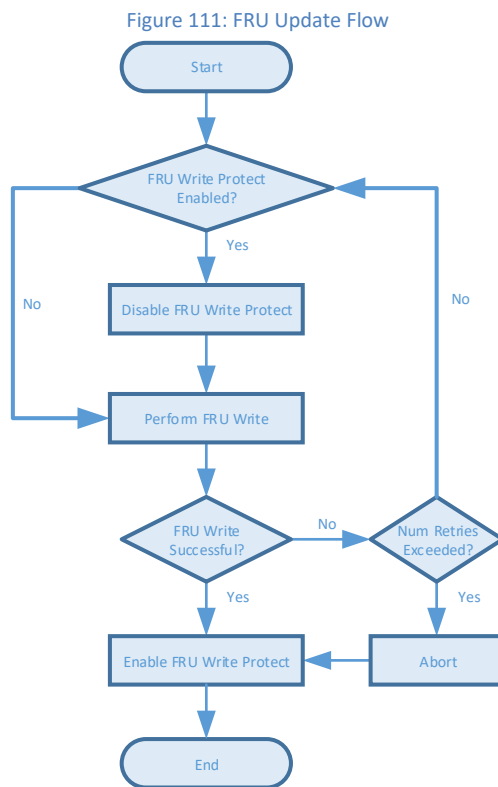 Figure 111: FRU Update Flow
Start
FRU Write Protect
Enabled?
Yes
No
No
Disable FRU Write Protect
Perform FRU Write
FRU Write
Successful?
No
Num Retries
Exceeded?
Yes
Yes
Enable FRU Write Protect
Abort
End